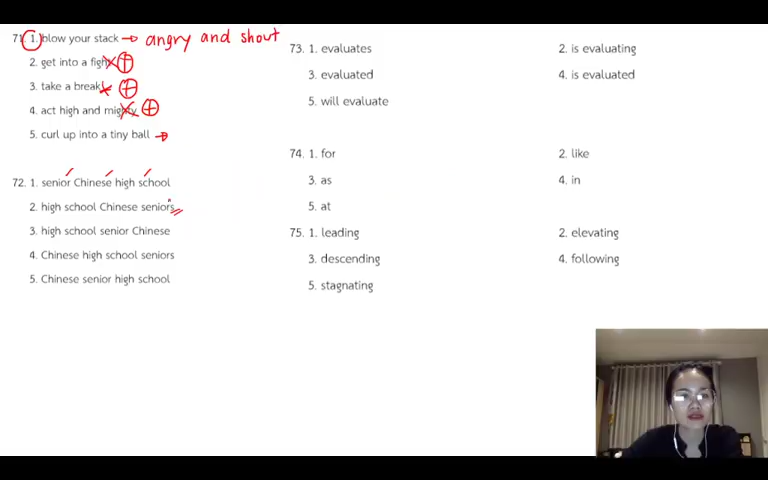 71. 1. blow your stack → angry and shout
2. get into a fight +
3. take a break +
4. act high and mighty +
5. curl up into a tiny ball →
72. 1. senior Chinese high school
2. high school Chinese seniors
3. high school senior Chinese
4. Chinese high school seniors
5. Chinese senior high school
73. 1. evaluates
2. is evaluating
3. evaluated
4. is evaluated
5. will evaluate
74. 1. for
2. like
3. as
4. in
5. at
75. 1. leading
2. elevating
3. descending
4. following
5. stagnating